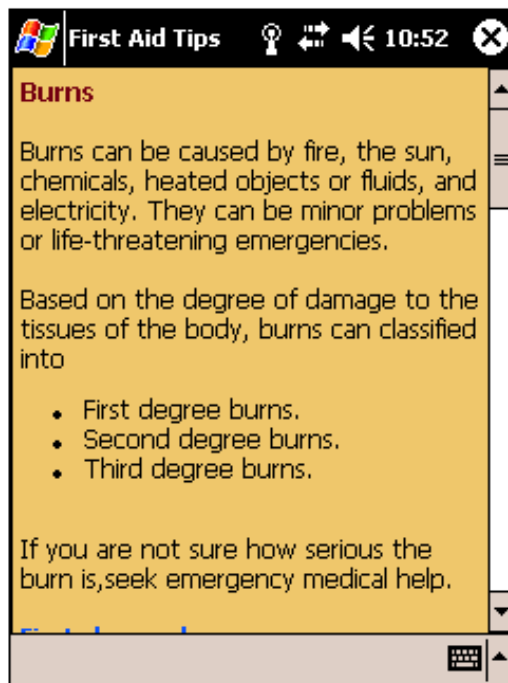 First Aid Tips 10:52
Burns
Burns can be caused by fire, the sun,
chemicals, heated objects or fluids, and
electricity. They can be minor problems
or life-threatening emergencies.
Based on the degree of damage to the
tissues of the body, burns can classified
into
• First degree burns.
• Second degree burns.
• Third degree burns.
If you are not sure how serious the
burn is,seek emergency medical help.